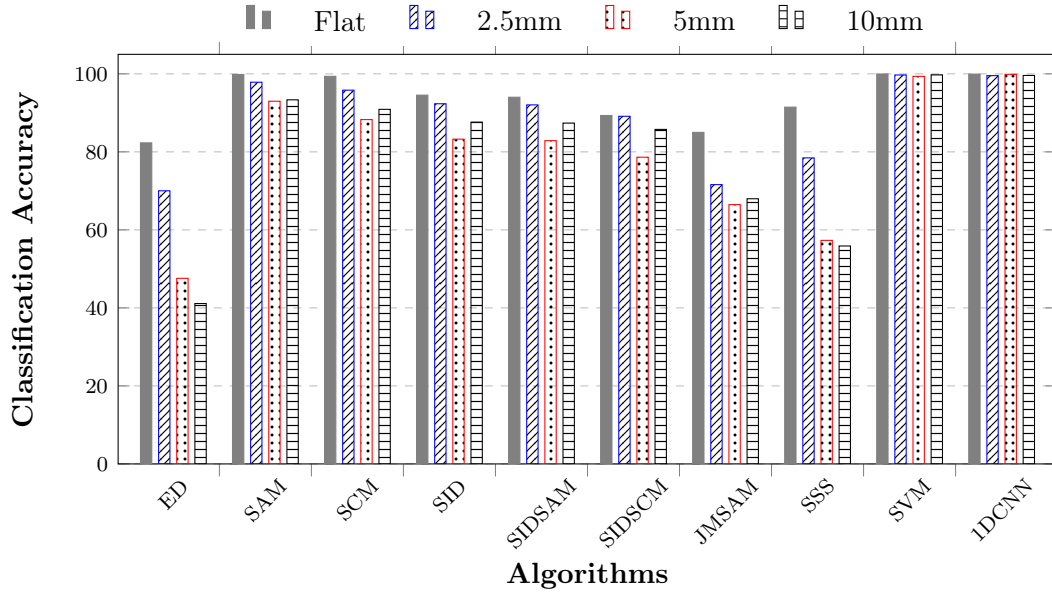 Flat 2.5mm 5mm 10mm
100
80
60
40
20
0
Classification Accuracy
ED SAM SCM SID SIDSAM SIDSCM JMSAM SSS SVM 1DCNN
Algorithms